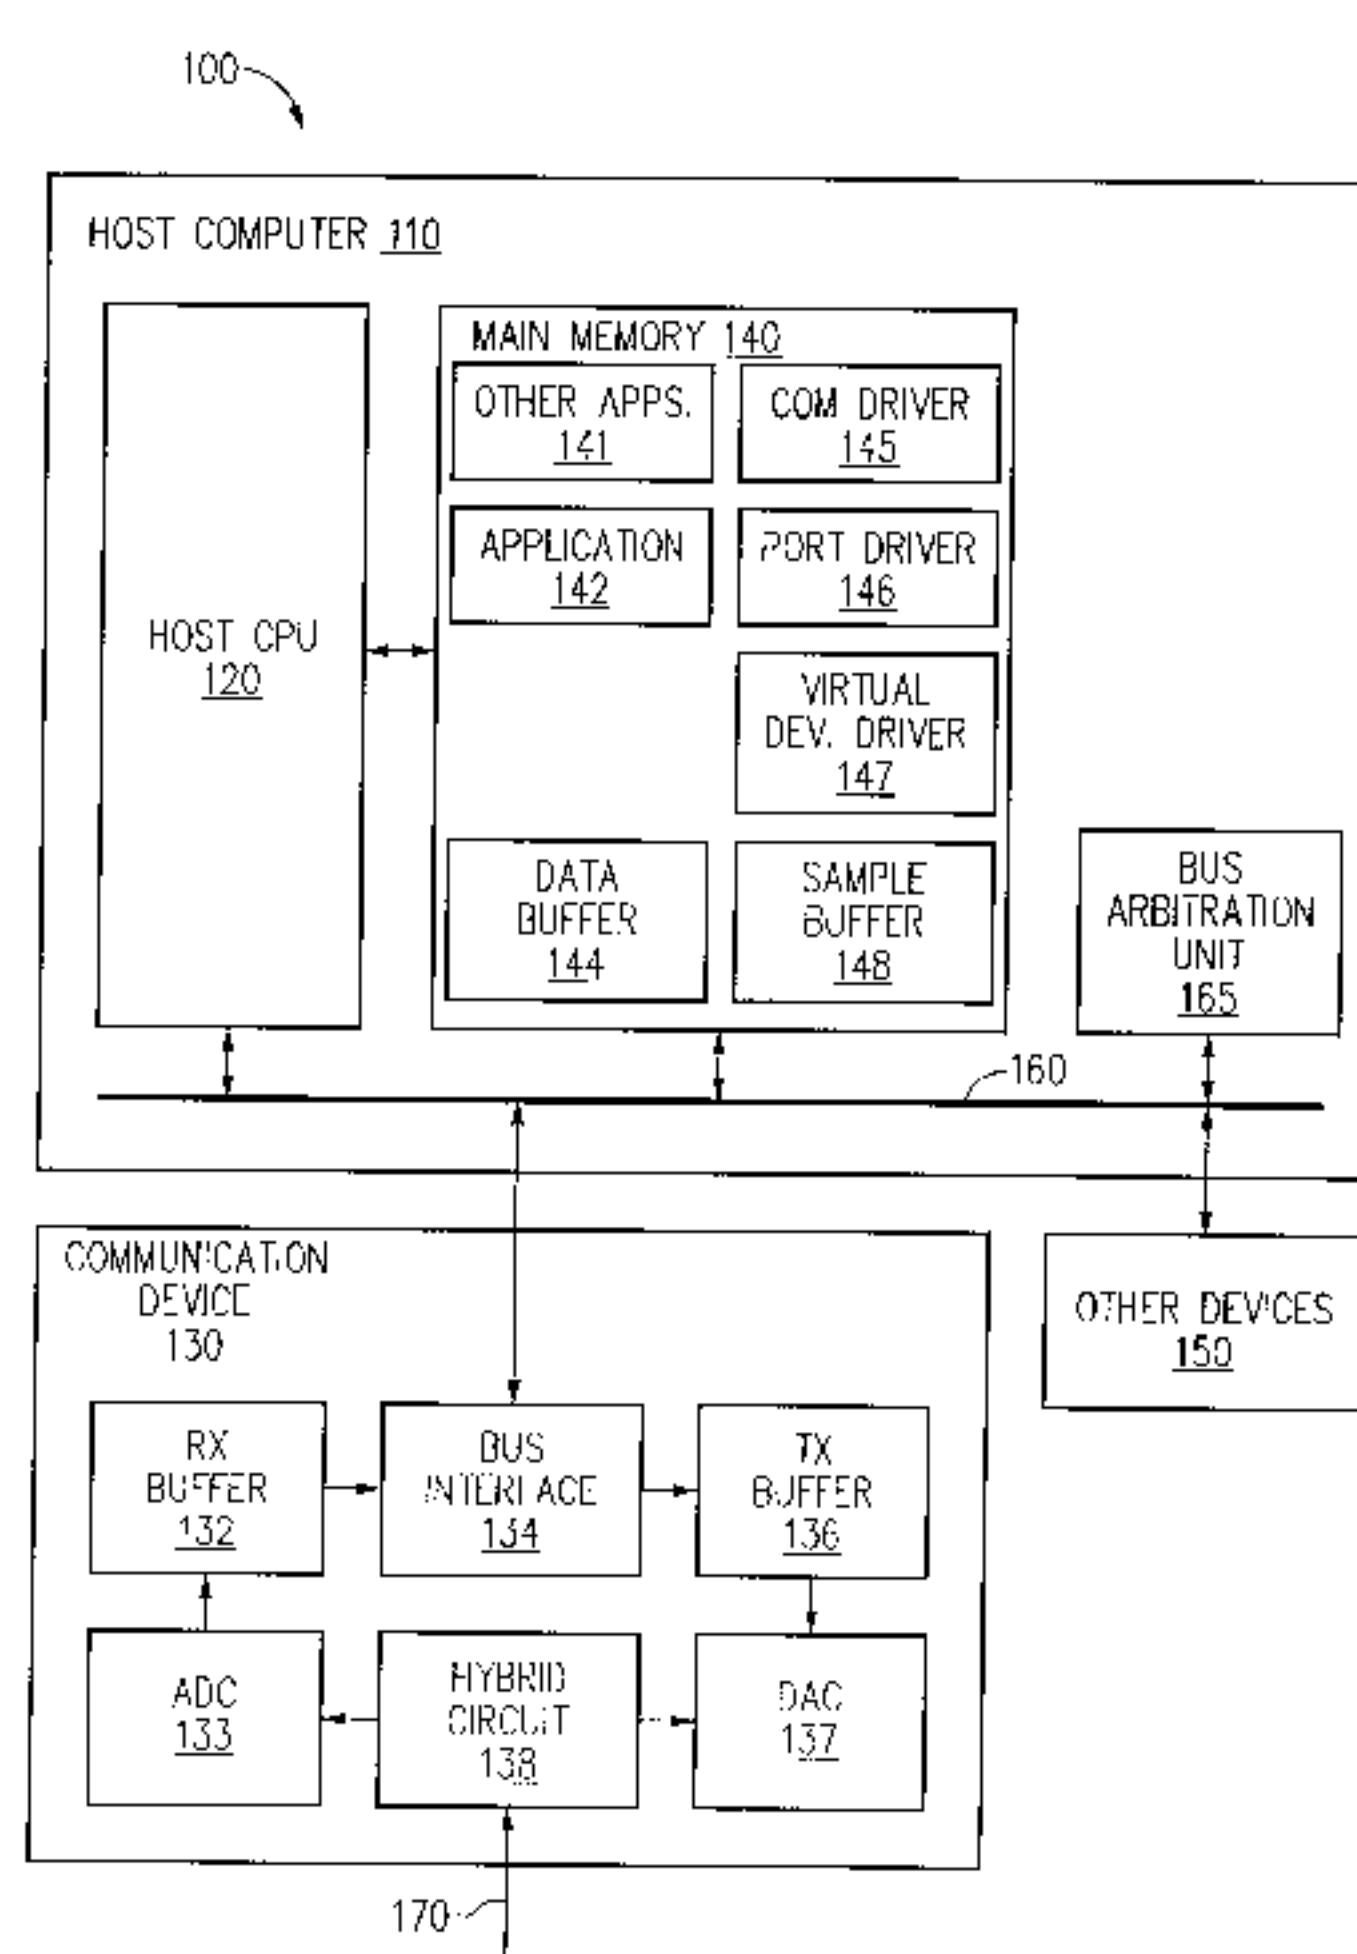 100
HOST COMPUTER 110
HOST CPU
120
MAIN MEMORY 140
OTHER APPS.
141
COM DRIVER
145
APPLICATION
142
PORT DRIVER
146
VIRTUAL
DEV. DRIVER
147
DATA
BUFFER
144
SAMPLE
BUFFER
148
BUS
ARBITRATION
UNIT
165
160
COMMUNICATION
DEVICE
130
OTHER DEVICES
150
RX
BUFFER
132
BUS
INTERFACE
134
TX
BUFFER
136
ADC
133
HYBRID
CIRCUIT
138
DAC
137
170